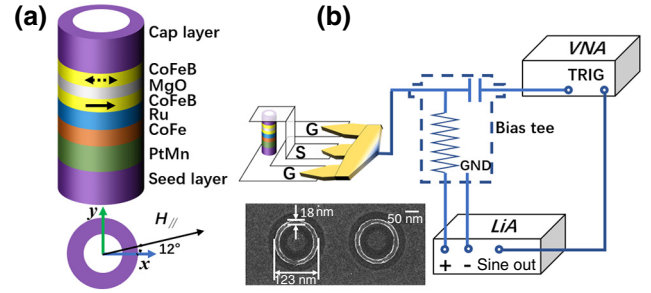 (a)
Cap layer
CoFeB
MgO
CoFeB
Ru
CoFe
PtMn
Seed layer
y
H//
12°
x
(b)
G
S
G
18 nm
50 nm
123 nm
VNA
TRIG
Bias tee
GND
LiA
+ - Sine out